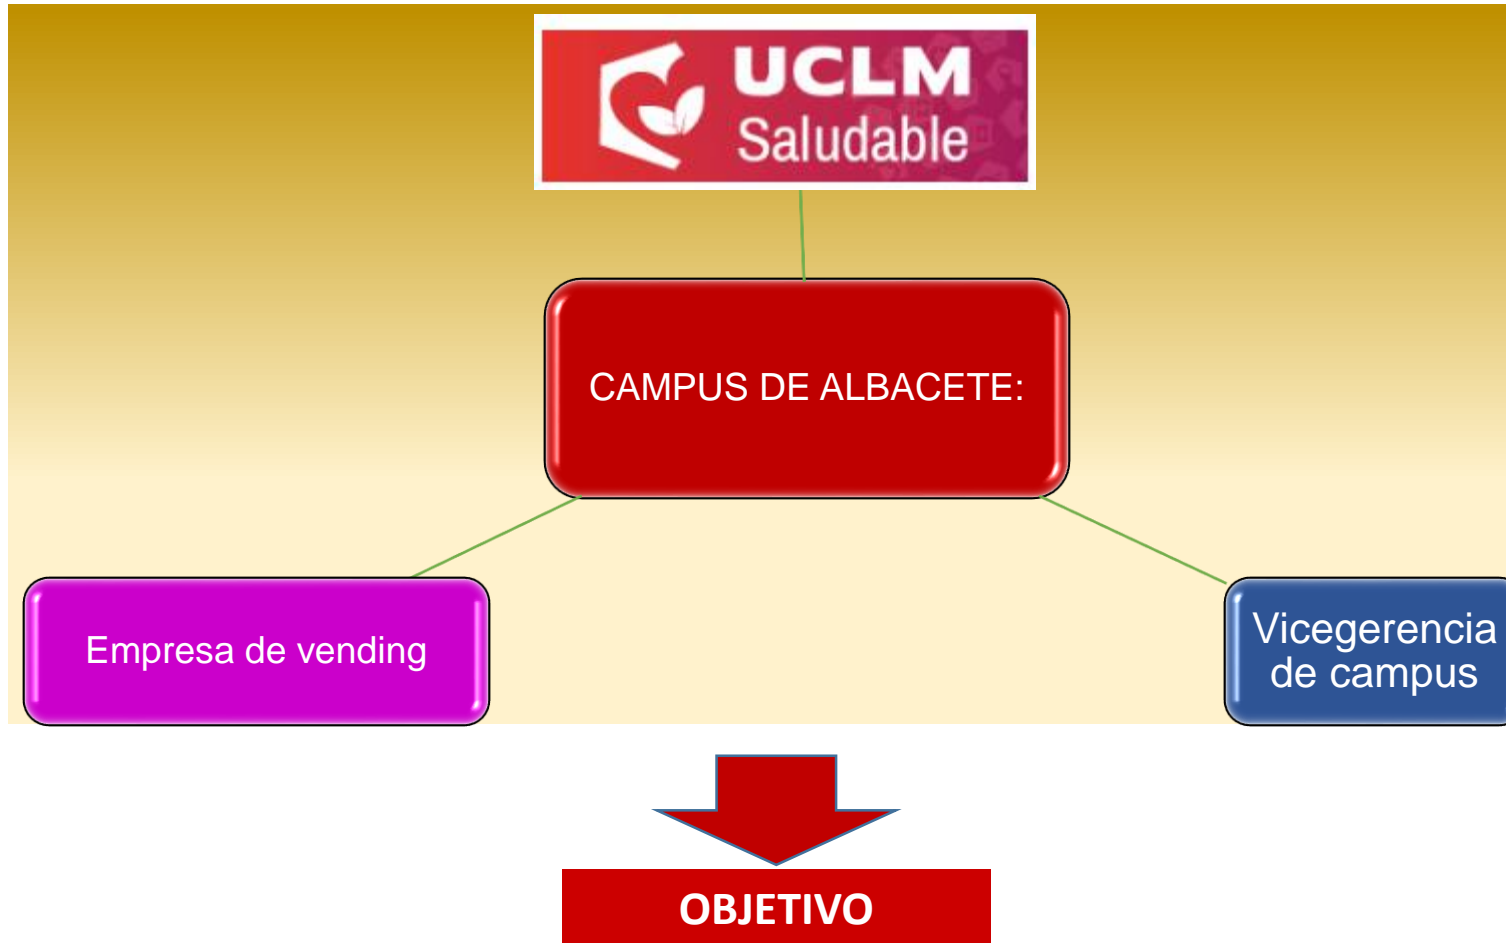 UCLM
Saludable
CAMPUS DE ALBACETE:
Empresa de vending
Vicegerencia
de campus
OBJETIVO